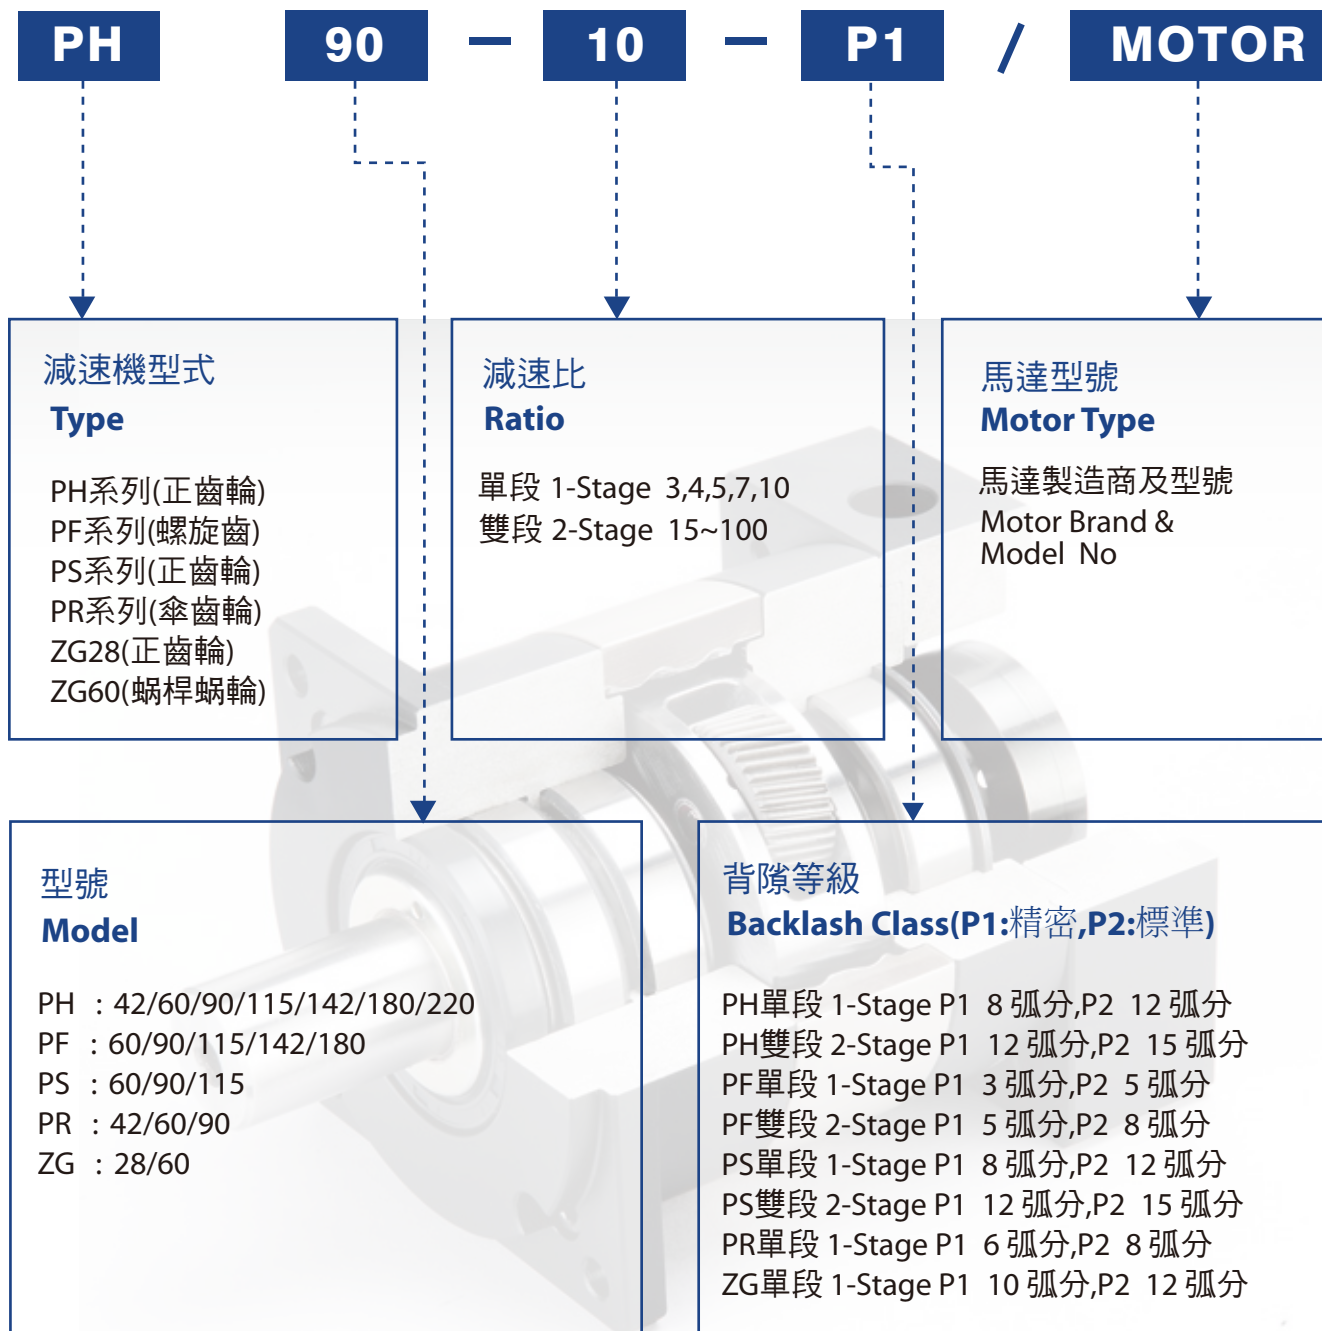 PH 90 — 10 — P1 / MOTOR
減速機型式
Type
PH系列(正齒輪)
PF系列(螺旋齒)
PS系列(正齒輪)
PR系列(傘齒輪)
ZG28(正齒輪)
ZG60(蝸桿蝸輪)
減速比
Ratio
單段 1-Stage 3,4,5,7,10
雙段 2-Stage 15~100
馬達型號
Motor Type
馬達製造商及型號
Motor Brand &
Model No
型號
Model
PH : 42/60/90/115/142/180/220
PF : 60/90/115/142/180
PS : 60/90/115
PR : 42/60/90
ZG : 28/60
背隙等級
Backlash Class(P1:精密,P2:標準)
PH單段 1-Stage P1 8 弧分,P2 12 弧分
PH雙段 2-Stage P1 12 弧分,P2 15 弧分
PF單段 1-Stage P1 3 弧分,P2 5 弧分
PF雙段 2-Stage P1 5 弧分,P2 8 弧分
PS單段 1-Stage P1 8 弧分,P2 12 弧分
PS雙段 2-Stage P1 12 弧分,P2 15 弧分
PR單段 1-Stage P1 6 弧分,P2 8 弧分
ZG單段 1-Stage P1 10 弧分,P2 12 弧分